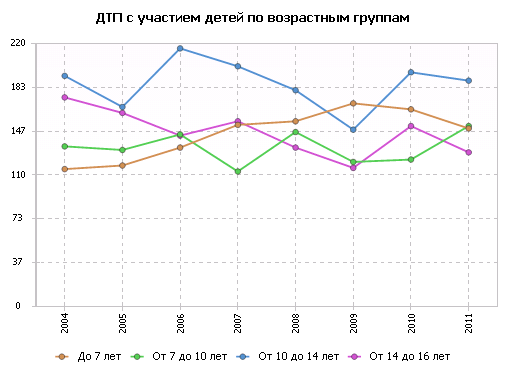 ДТП с участием детей по возрастным группам
220
183
147
110
73
37
0
2004 2005 2006 2007 2008 2009 2010 2011
До 7 лет От 7 до 10 лет От 10 до 14 лет От 14 до 16 лет